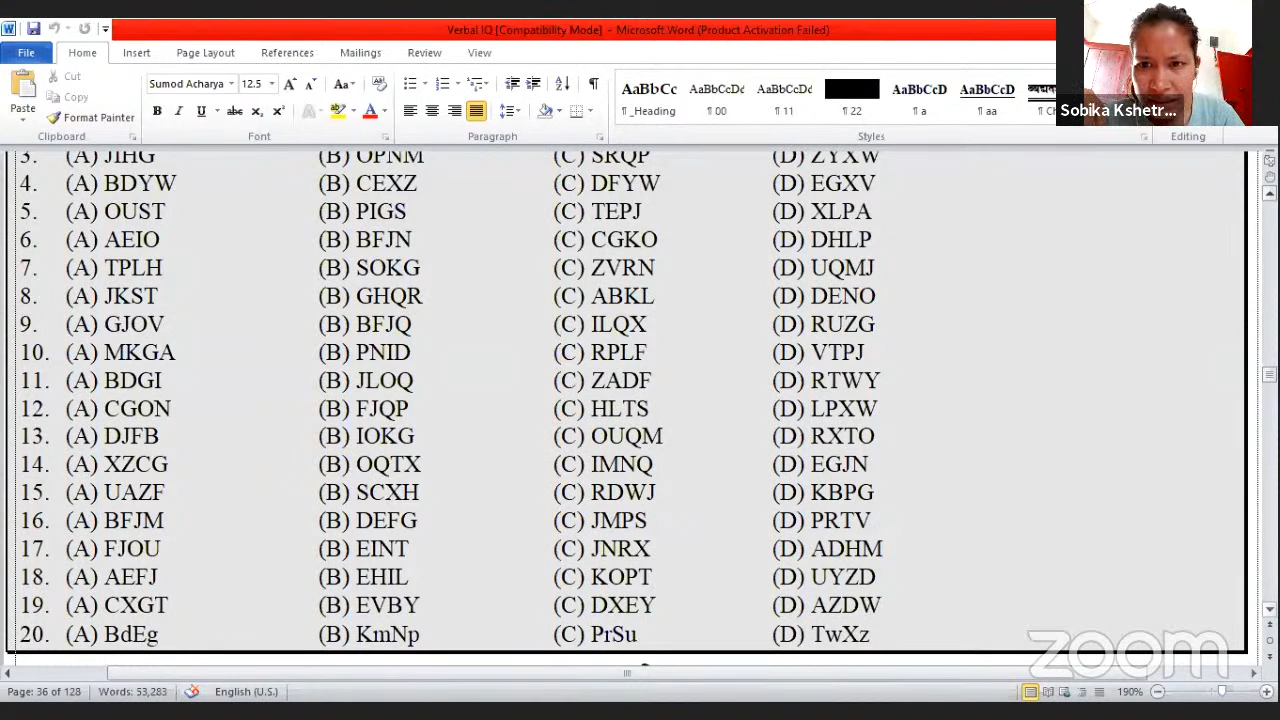 Verbal IQ [Compatibility Mode] - Microsoft Word (Product Activation Failed)
File Home Insert Page Layout References Mailings Review View
Paste Cut Copy Format Painter
Sumod Acharya 12.5
AaBbCc AaBbCcDd AaBbCcDd AaBbCcD AaBbCcD
¶ _Heading ¶ 00 ¶ 11 ¶ 22 ¶ a ¶ aa
Clipboard Font Paragraph Styles Editing
Sobika Kshetr...
3. (A) JIHG (B) OPNM (C) SRQP (D) ZYXW
4. (A) BDYW (B) CEXZ (C) DFYW (D) EGXV
5. (A) OUST (B) PIGS (C) TEPJ (D) XLPA
6. (A) AEIO (B) BFJN (C) CGKO (D) DHLP
7. (A) TPLH (B) SOKG (C) ZVRN (D) UQMJ
8. (A) JKST (B) GHQR (C) ABKL (D) DENO
9. (A) GJOV (B) BFJQ (C) ILQX (D) RUZG
10. (A) MKGA (B) PNID (C) RPLF (D) VTPJ
11. (A) BDGI (B) JLOQ (C) ZADF (D) RTWY
12. (A) CGON (B) FJQP (C) HLTS (D) LPXW
13. (A) DJFB (B) IOKG (C) OUQM (D) RXTO
14. (A) XZCG (B) OQTX (C) IMNQ (D) EGJN
15. (A) UAZF (B) SCXH (C) RDWJ (D) KBPG
16. (A) BFJM (B) DEFG (C) JMPS (D) PRTV
17. (A) FJOU (B) EINT (C) JNRX (D) ADHM
18. (A) AEFJ (B) EHIL (C) KOPT (D) UYZD
19. (A) CXGT (B) EVBY (C) DXEY (D) AZDW
20. (A) BdEg (B) KmNp (C) PrSu (D) TwXz
zoom
Page: 36 of 128 Words: 53,283 English (U.S.) 190%